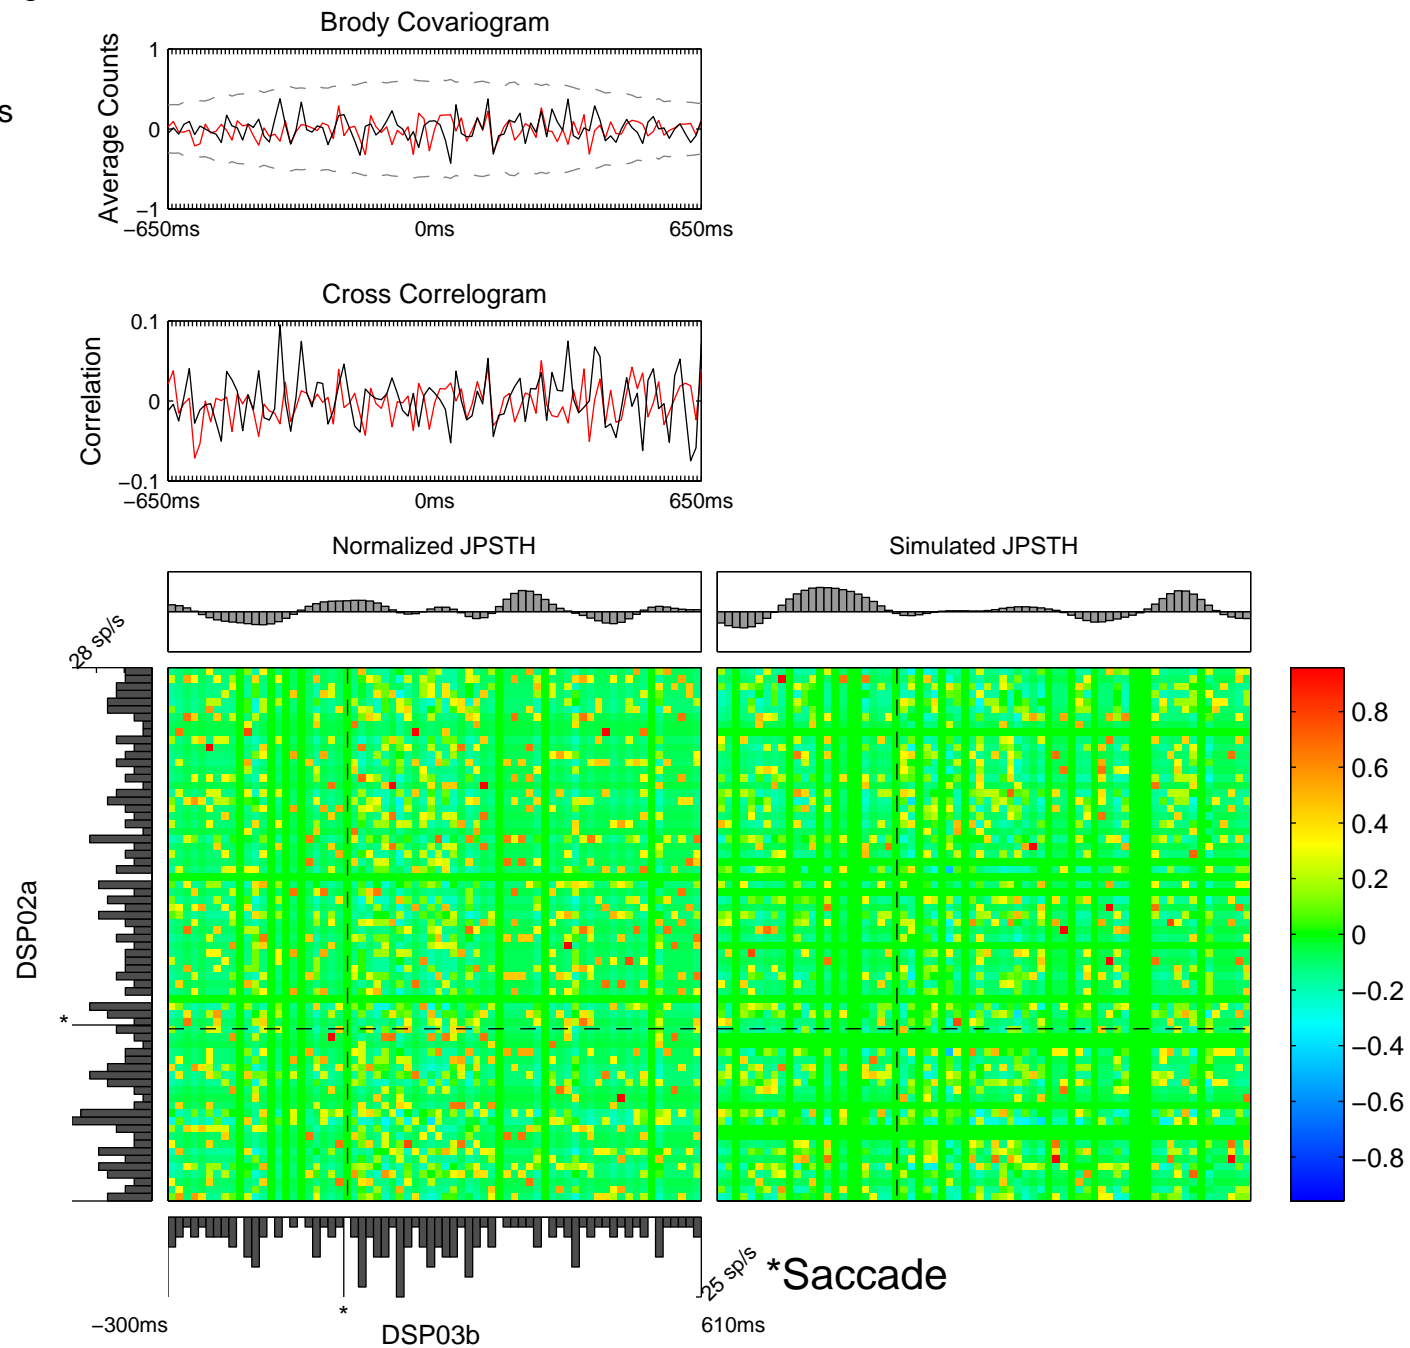 g
Brody Covariogram
s
Average Counts
1
0
−1
−650ms
0ms
650ms
Cross Correlogram
Correlation
0.1
0
−0.1
−650ms
0ms
650ms
Normalized JPSTH
Simulated JPSTH
28 sp/s
DSP02a
*
0.8
0.6
0.4
0.2
0
−0.2
−0.4
−0.6
−0.8
25 sp/s
*Saccade
*
−300ms
DSP03b
610ms